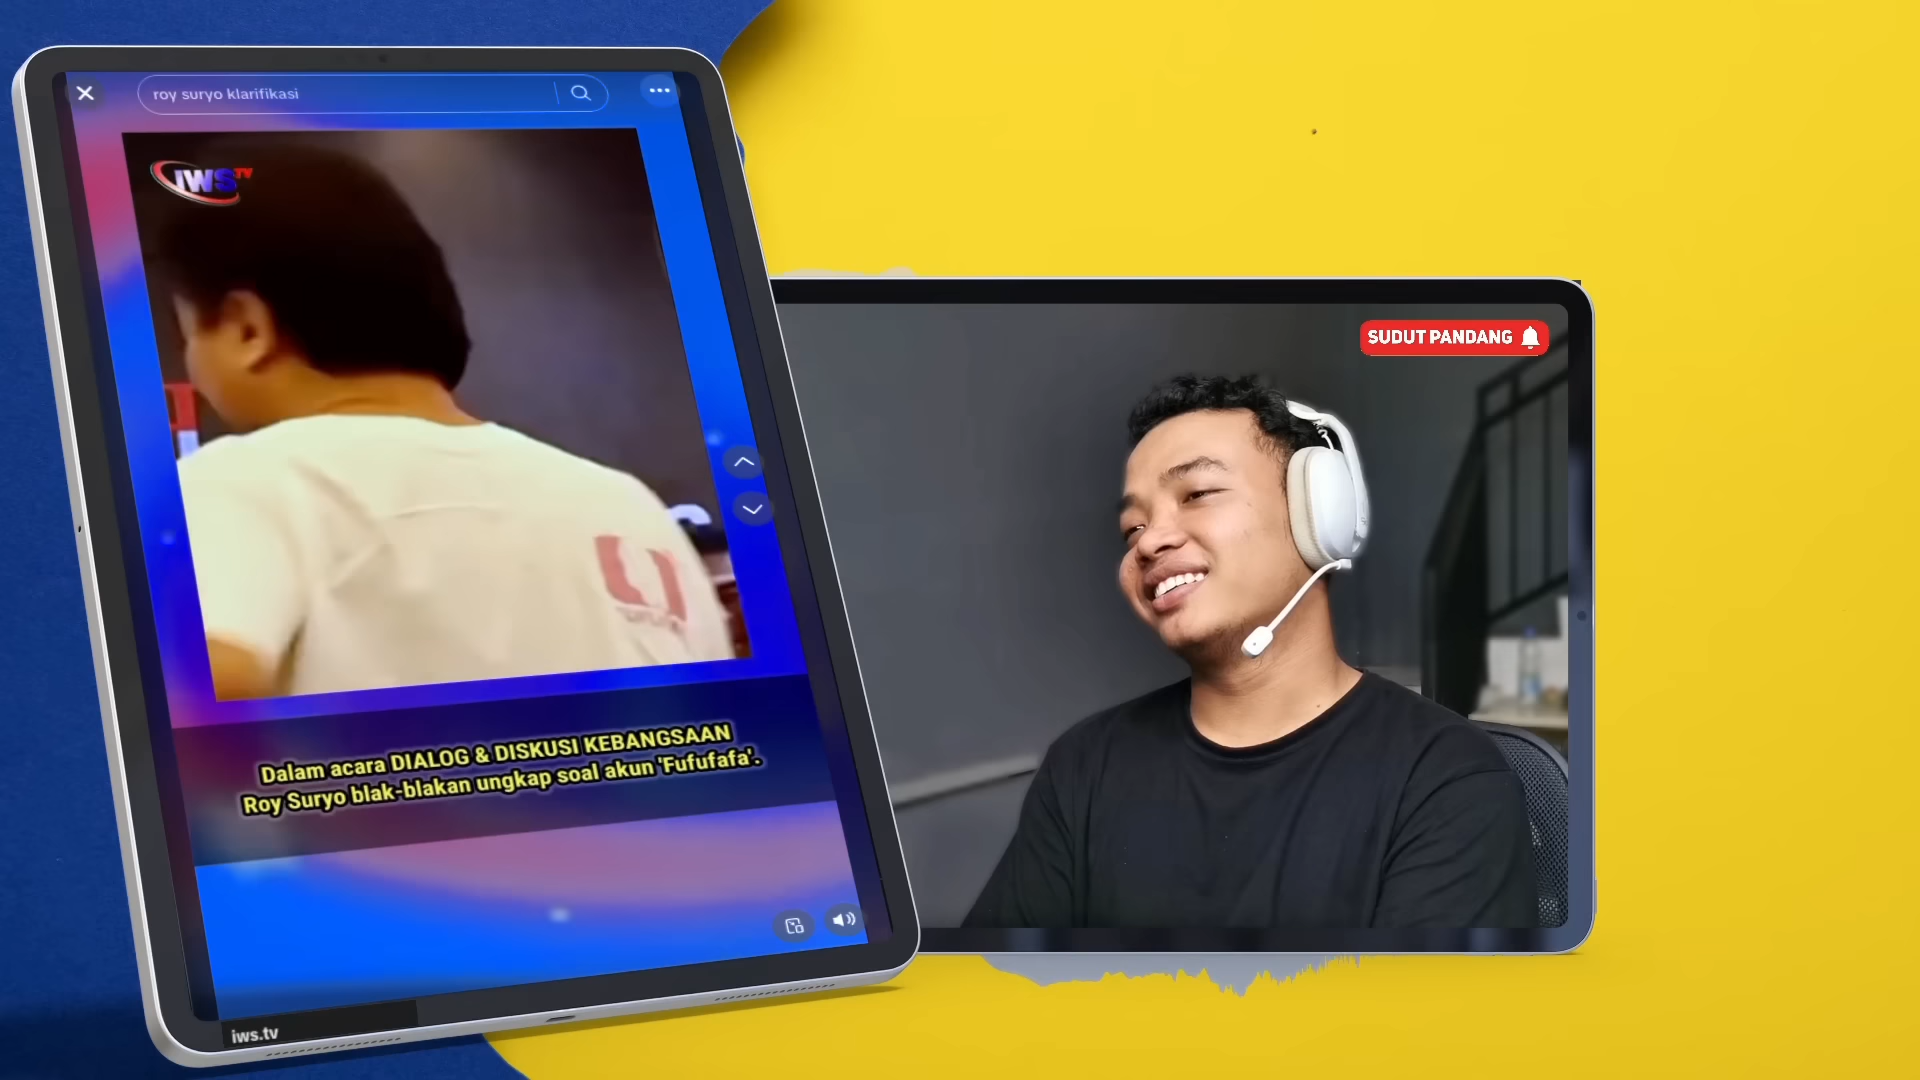 roy suryo klarifikasi
IWS TV
SUDUT PANDANG
Dalam acara DIALOG & DISKUSI KEBANGSAAN
Roy Suryo blak-blakan ungkap soal akun 'Fufufafa'.
iws.tv